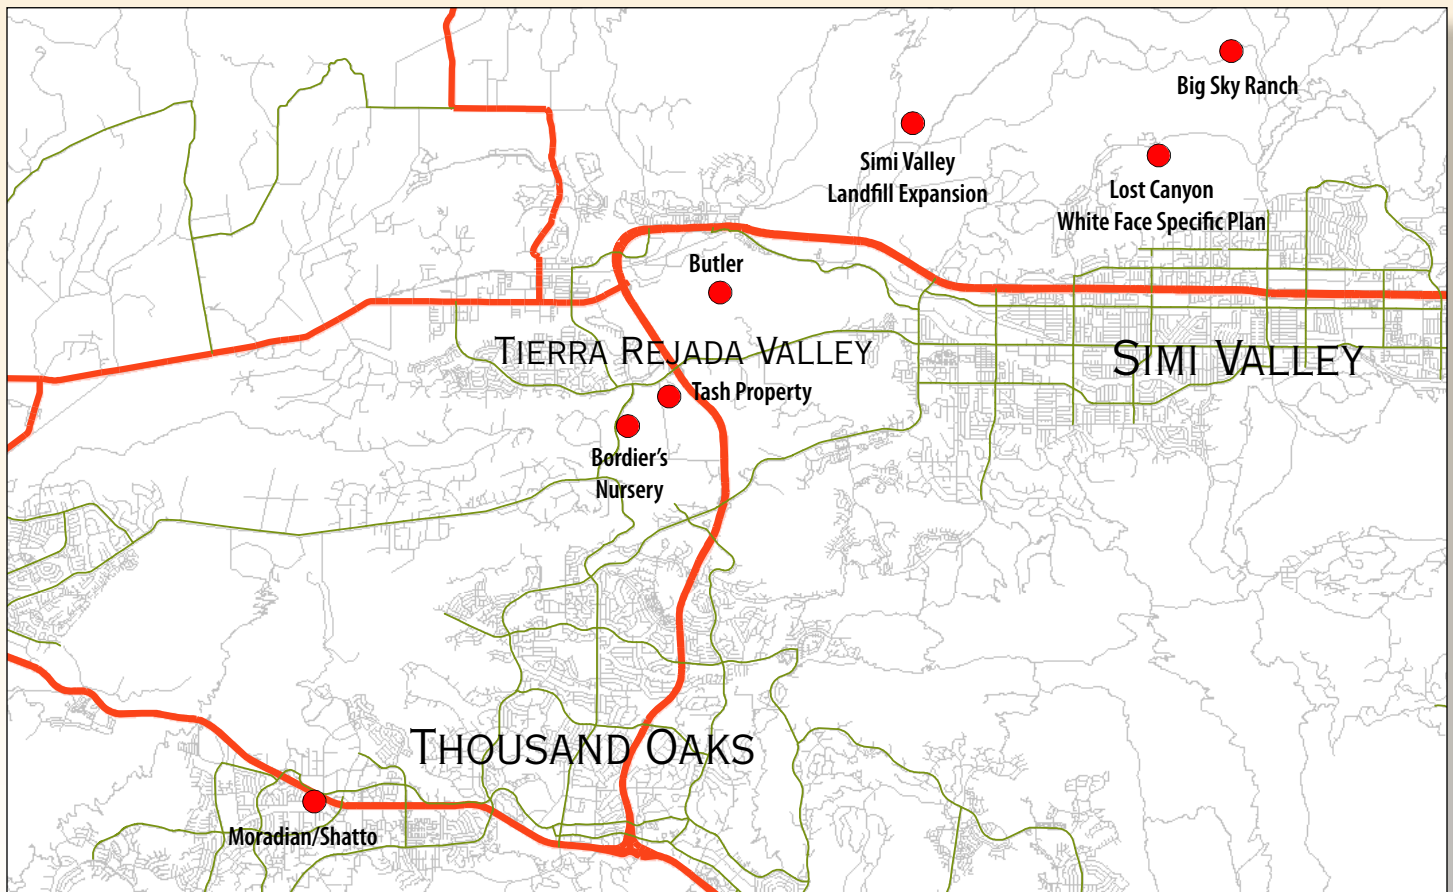 Big Sky Ranch
Simi Valley
Landfill Expansion
Lost Canyon
White Face Specific Plan
Butler
TIERRA REJADA VALLEY
SIMI VALLEY
Tash Property
Bordier's
Nursery
THOUSAND OAKS
Moradian/Shatto